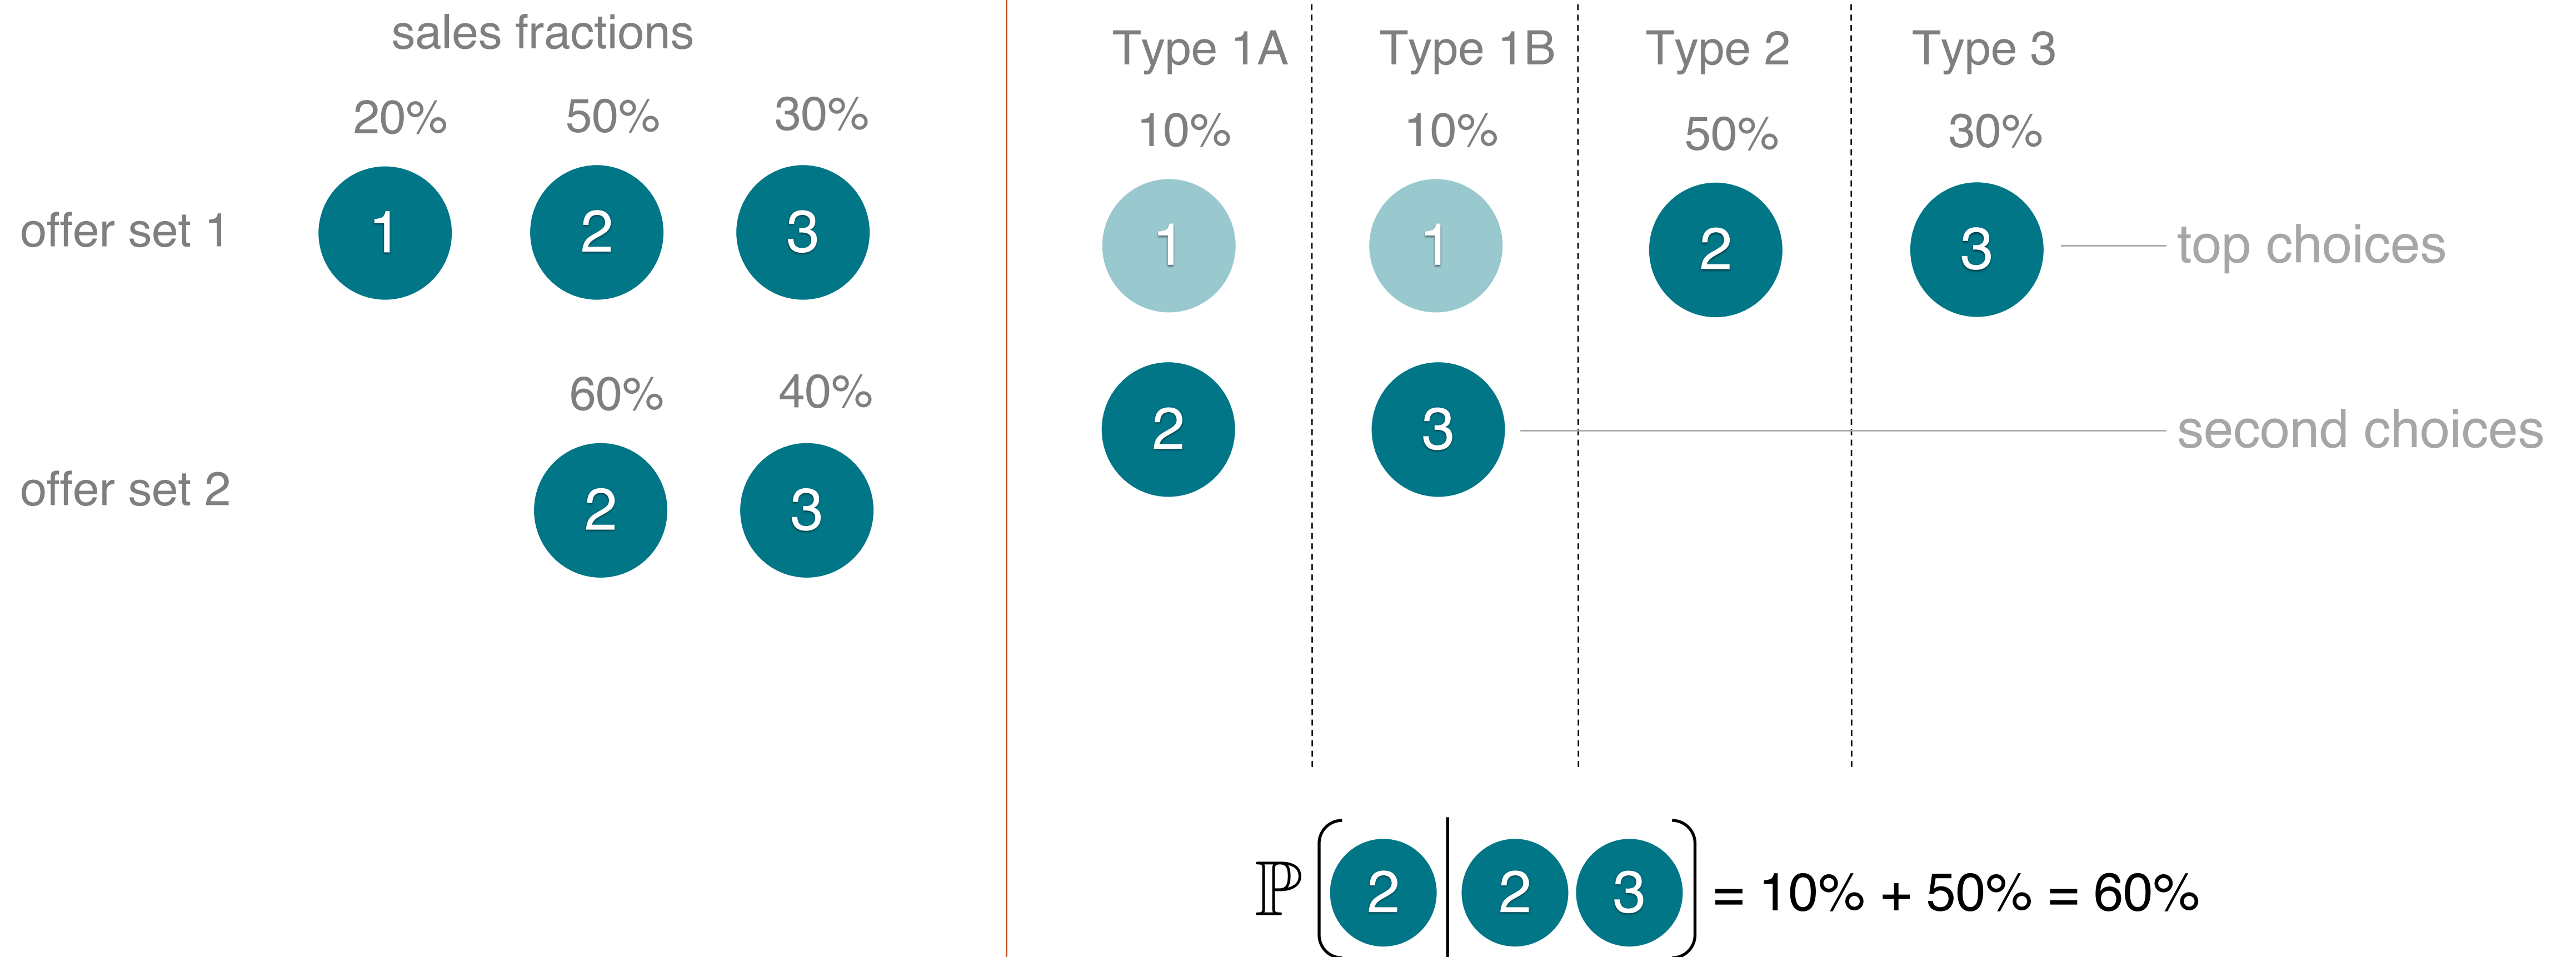 sales fractions
20% 50% 30%
offer set 1 1 2 3
60% 40%
offer set 2 2 3
Type 1A Type 1B Type 2 Type 3
10% 10% 50% 30%
1 1 2 3 top choices
2 3 second choices
ℙ(2|2 3) = 10% + 50% = 60%